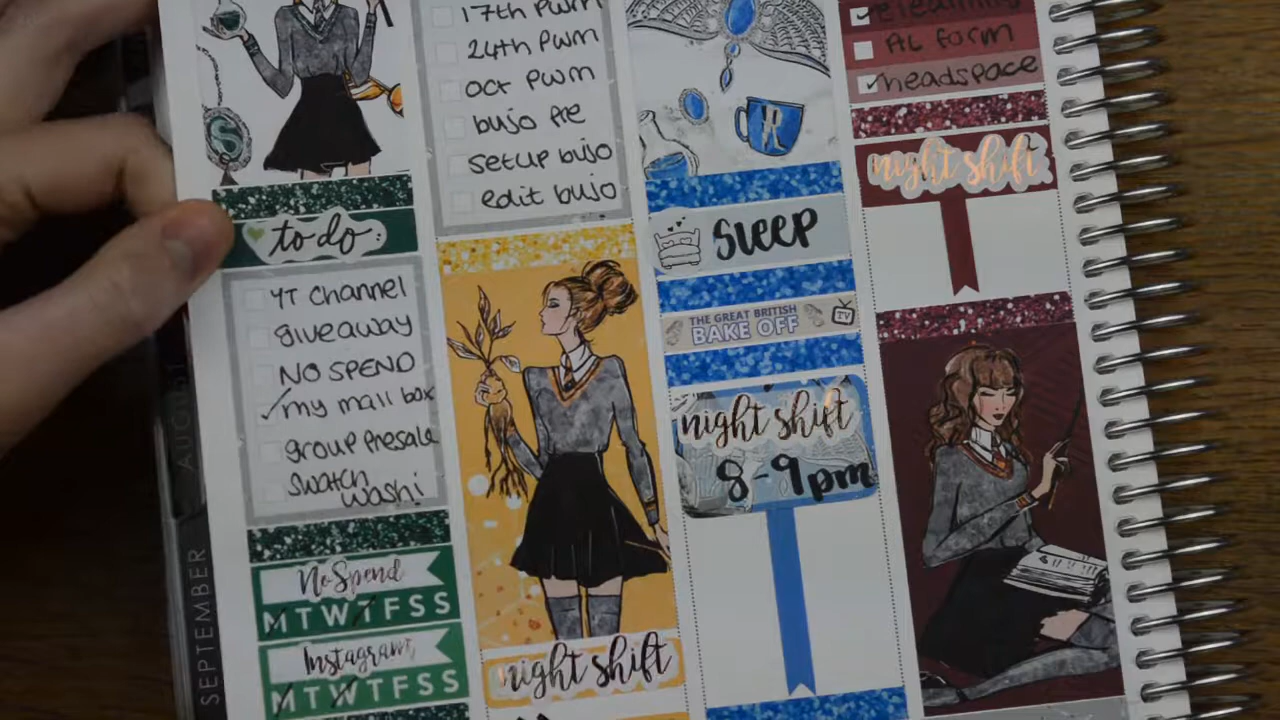 to do
YT Channel
giveaway
NO SPEND
my mail box
group presale
swatch
washi
No Spend
MTWTFSS
Instagram
MTWTFSS
17th PWM
24th PWM
OCT PWM
bujo Pre
setup bujo
edit bujo
night shift
R
SLEEP
THE GREAT BRITISH
BAKE OFF
TV
night shift
8-9pm
elearning
AL form
headspace
night shift
AUGUST
SEPTEMBER